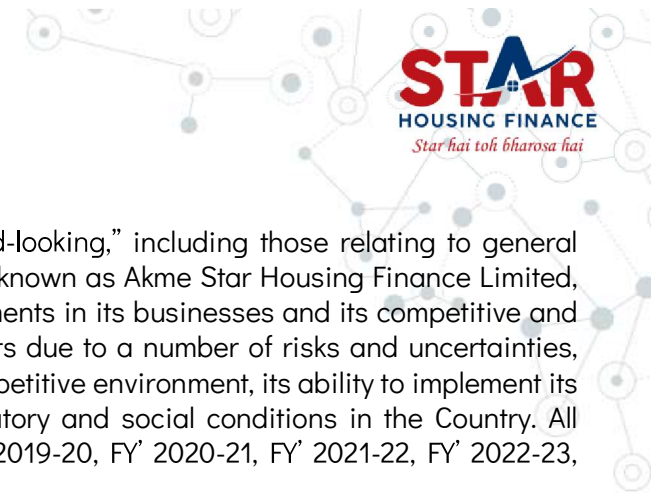 STAR
HOUSING FINANCE
Star hai toh bharosa hai
d-looking,” including those relating to general
known as Akme Star Housing Finance Limited,
ments in its businesses and its competitive and
ts due to a number of risks and uncertainties,
petitive environment, its ability to implement its
atory and social conditions in the Country. All
2019-20, FY’ 2020-21, FY’ 2021-22, FY’ 2022-23,